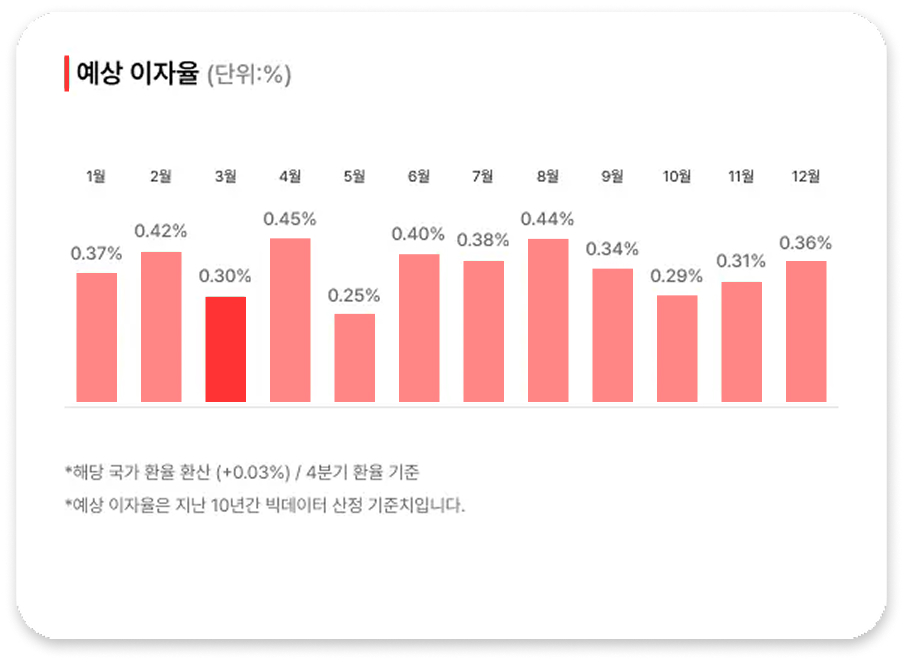 예상 이자율 (단위:%)
1월 2월 3월 4월 5월 6월 7월 8월 9월 10월 11월 12월
0.37% 0.42% 0.30% 0.45% 0.25% 0.40% 0.38% 0.44% 0.34% 0.29% 0.31% 0.36%
*해당 국가 환율 환산 (+0.03%) / 4분기 환율 기준
*예상 이자율은 지난 10년간 빅데이터 산정 기준치입니다.